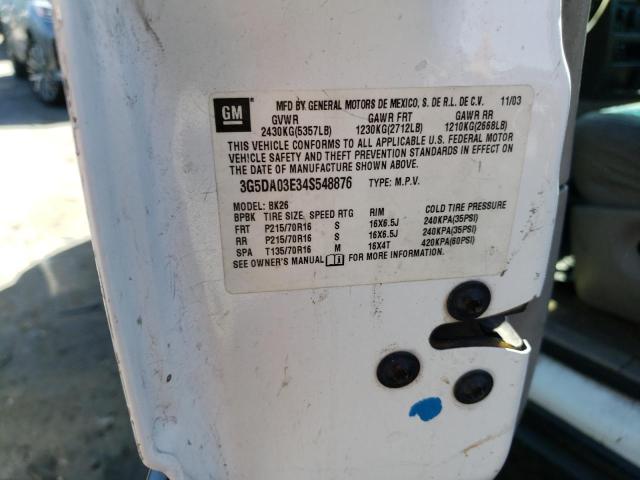 GM
MFD BY GENERAL MOTORS DE MEXICO, S. DE R.L. DE C.V. 11/03
GVWR GAWR FRT GAWR RR
2430KG(5357LB) 1230KG(2712LB) 1210KG(2668LB)
THIS VEHICLE CONFORMS TO ALL APPLICABLE U.S. FEDERAL MOTOR
VEHICLE SAFETY AND THEFT PREVENTION STANDARDS IN EFFECT ON
THE DATE OF MANUFACTURE SHOWN ABOVE.
3G5DA03E34S548876 TYPE: M.P.V.
MODEL: BK26
BPBK TIRE SIZE, SPEED RTG RIM COLD TIRE PRESSURE
FRT P215/70R16 S 16X6.5J 240KPA(35PSI)
RR P215/70R16 S 16X6.5J 240KPA(35PSI)
SPA T135/70R16 M 16X4T 420KPA(60PSI)
SEE OWNER'S MANUAL FOR MORE INFORMATION.